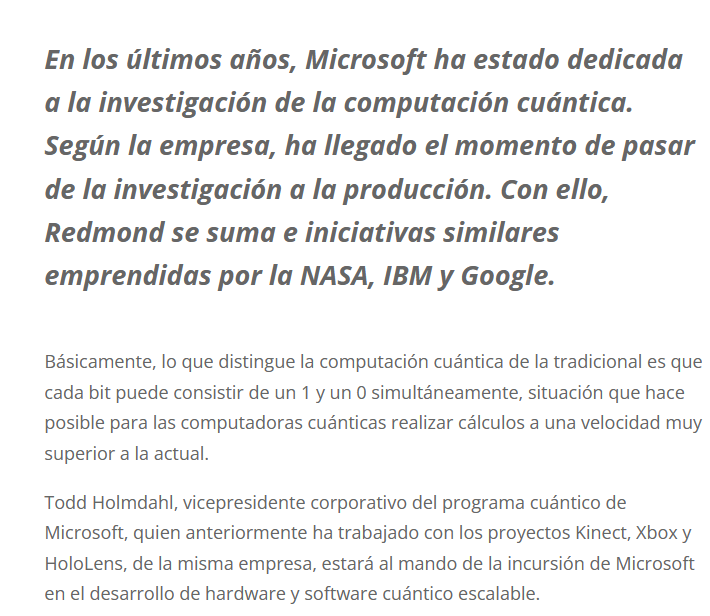 En los últimos años, Microsoft ha estado dedicada
a la investigación de la computación cuántica.
Según la empresa, ha llegado el momento de pasar
de la investigación a la producción. Con ello,
Redmond se suma e iniciativas similares
emprendidas por la NASA, IBM y Google.
Básicamente, lo que distingue la computación cuántica de la tradicional es que
cada bit puede consistir de un 1 y un 0 simultáneamente, situación que hace
posible para las computadoras cuánticas realizar cálculos a una velocidad muy
superior a la actual.
Todd Holmdahl, vicepresidente corporativo del programa cuántico de
Microsoft, quien anteriormente ha trabajado con los proyectos Kinect, Xbox y
HoloLens, de la misma empresa, estará al mando de la incursión de Microsoft
en el desarrollo de hardware y software cuántico escalable.